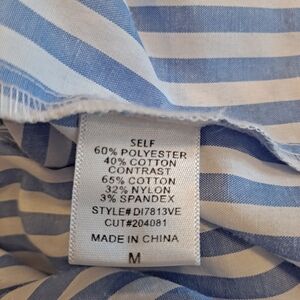 SELF
60% POLYESTER
40% COTTON
CONTRAST
65% COTTON
32% NYLON
3% SPANDEX
STYLE# DI7813VE
CUT#204081
MADE IN CHINA
M